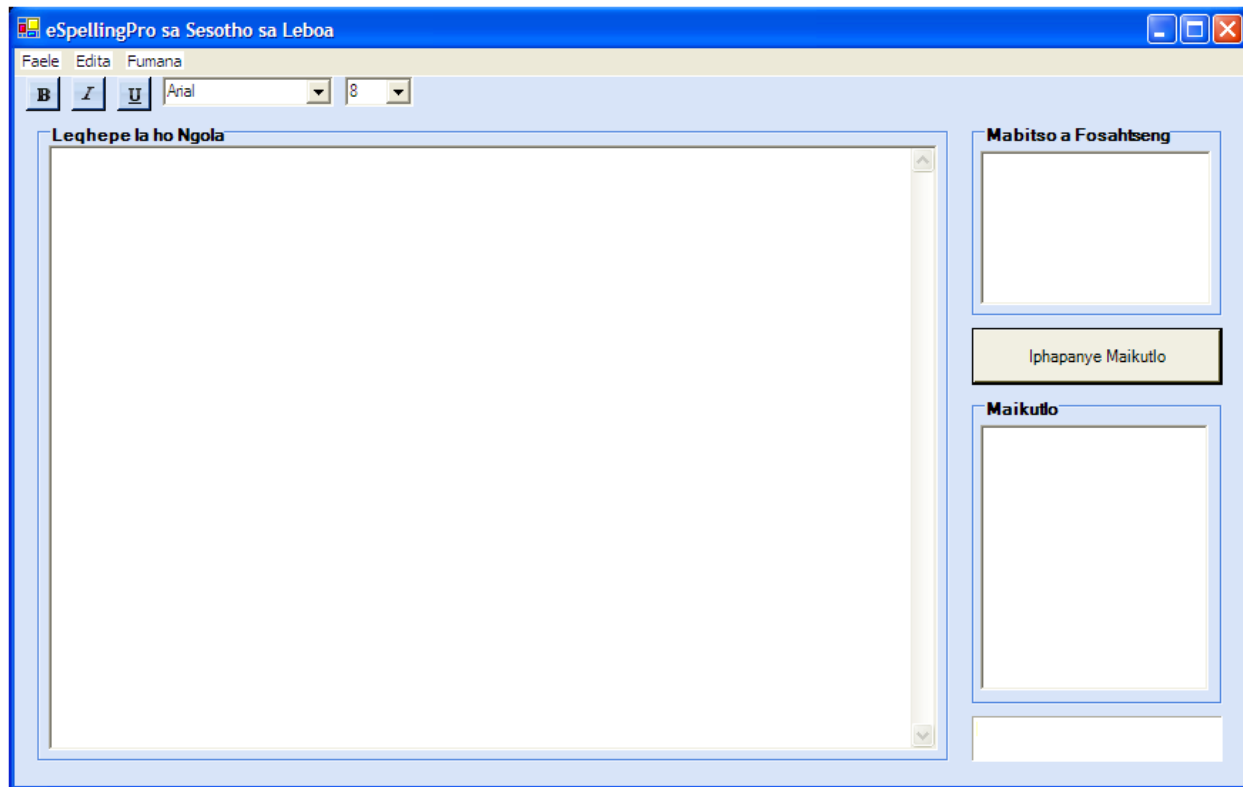 eSpellingPro sa Sesotho sa Leboa
Faele Edita Fumana
B I U Arial 8
Leqhepe la ho Ngola
Mabitso a Fosahtseng
Iphapanye Maikutlo
Maikutlo